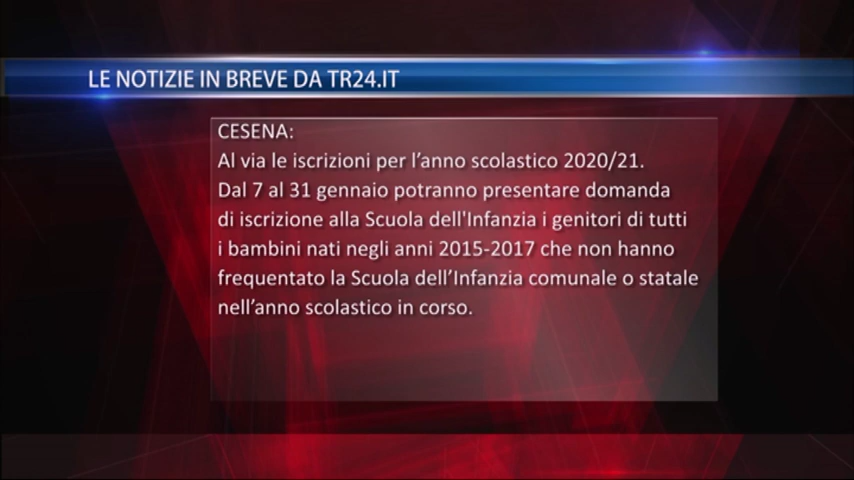 LE NOTIZIE IN BREVE DA TR24.IT
CESENA:
Al via le iscrizioni per l’anno scolastico 2020/21.
Dal 7 al 31 gennaio potranno presentare domanda
di iscrizione alla Scuola dell'Infanzia i genitori di tutti
i bambini nati negli anni 2015-2017 che non hanno
frequentato la Scuola dell’Infanzia comunale o statale
nell’anno scolastico in corso.